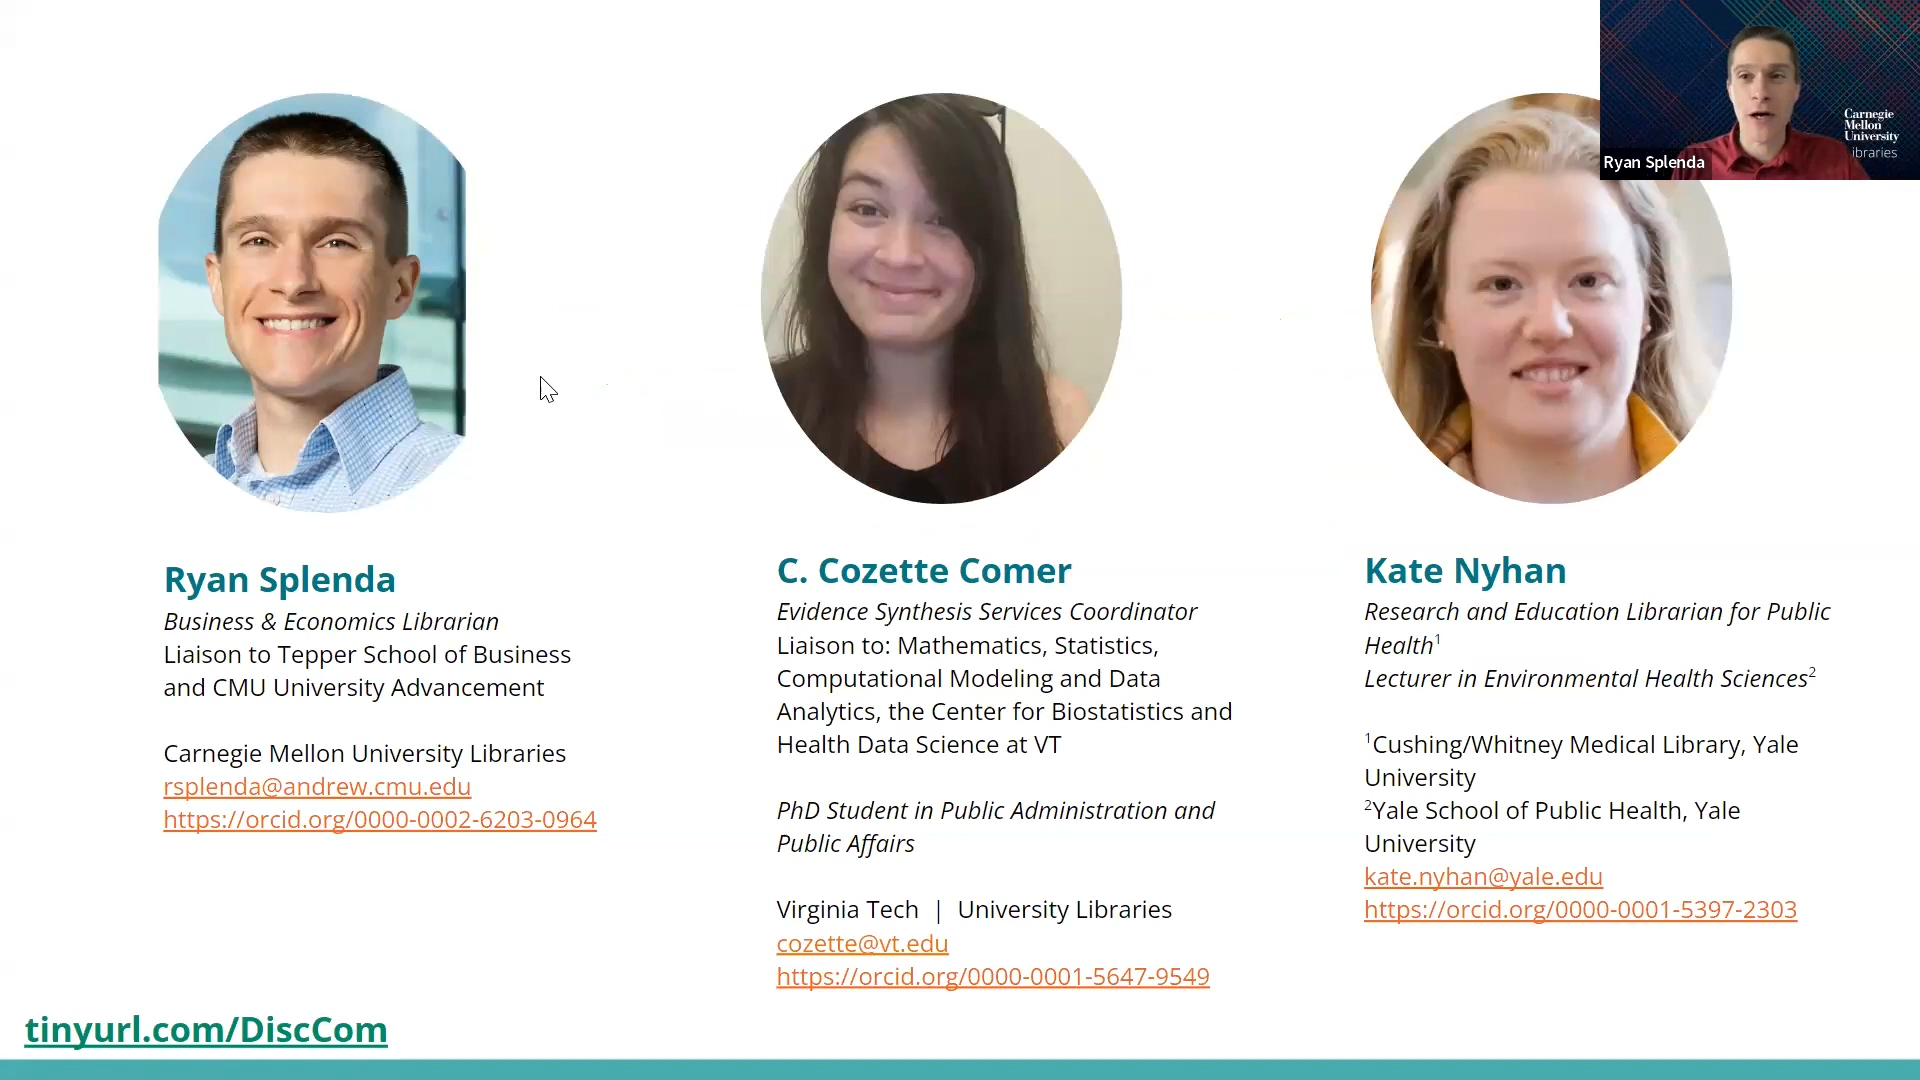 Carnegie
Mellon
University
ibraries
Ryan Splenda
Ryan Splenda
Business & Economics Librarian
Liaison to Tepper School of Business
and CMU University Advancement
Carnegie Mellon University Libraries
rsplenda@andrew.cmu.edu
https://orcid.org/0000-0002-6203-0964
C. Cozette Comer
Evidence Synthesis Services Coordinator
Liaison to: Mathematics, Statistics,
Computational Modeling and Data
Analytics, the Center for Biostatistics and
Health Data Science at VT
PhD Student in Public Administration and
Public Affairs
Virginia Tech | University Libraries
cozette@vt.edu
https://orcid.org/0000-0001-5647-9549
Kate Nyhan
Research and Education Librarian for Public
Health¹
Lecturer in Environmental Health Sciences²
¹Cushing/Whitney Medical Library, Yale
University
²Yale School of Public Health, Yale
University
kate.nyhan@yale.edu
https://orcid.org/0000-0001-5397-2303
tinyurl.com/DiscCom